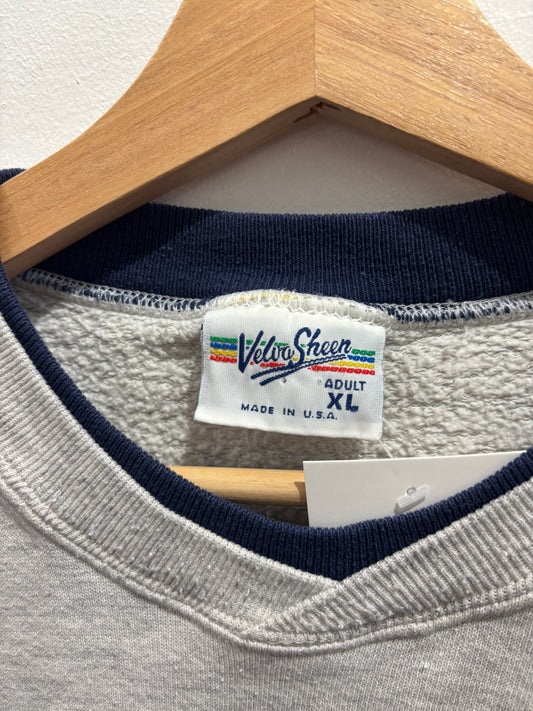 Velva Sheen
ADULT
XL
MADE IN U.S.A.